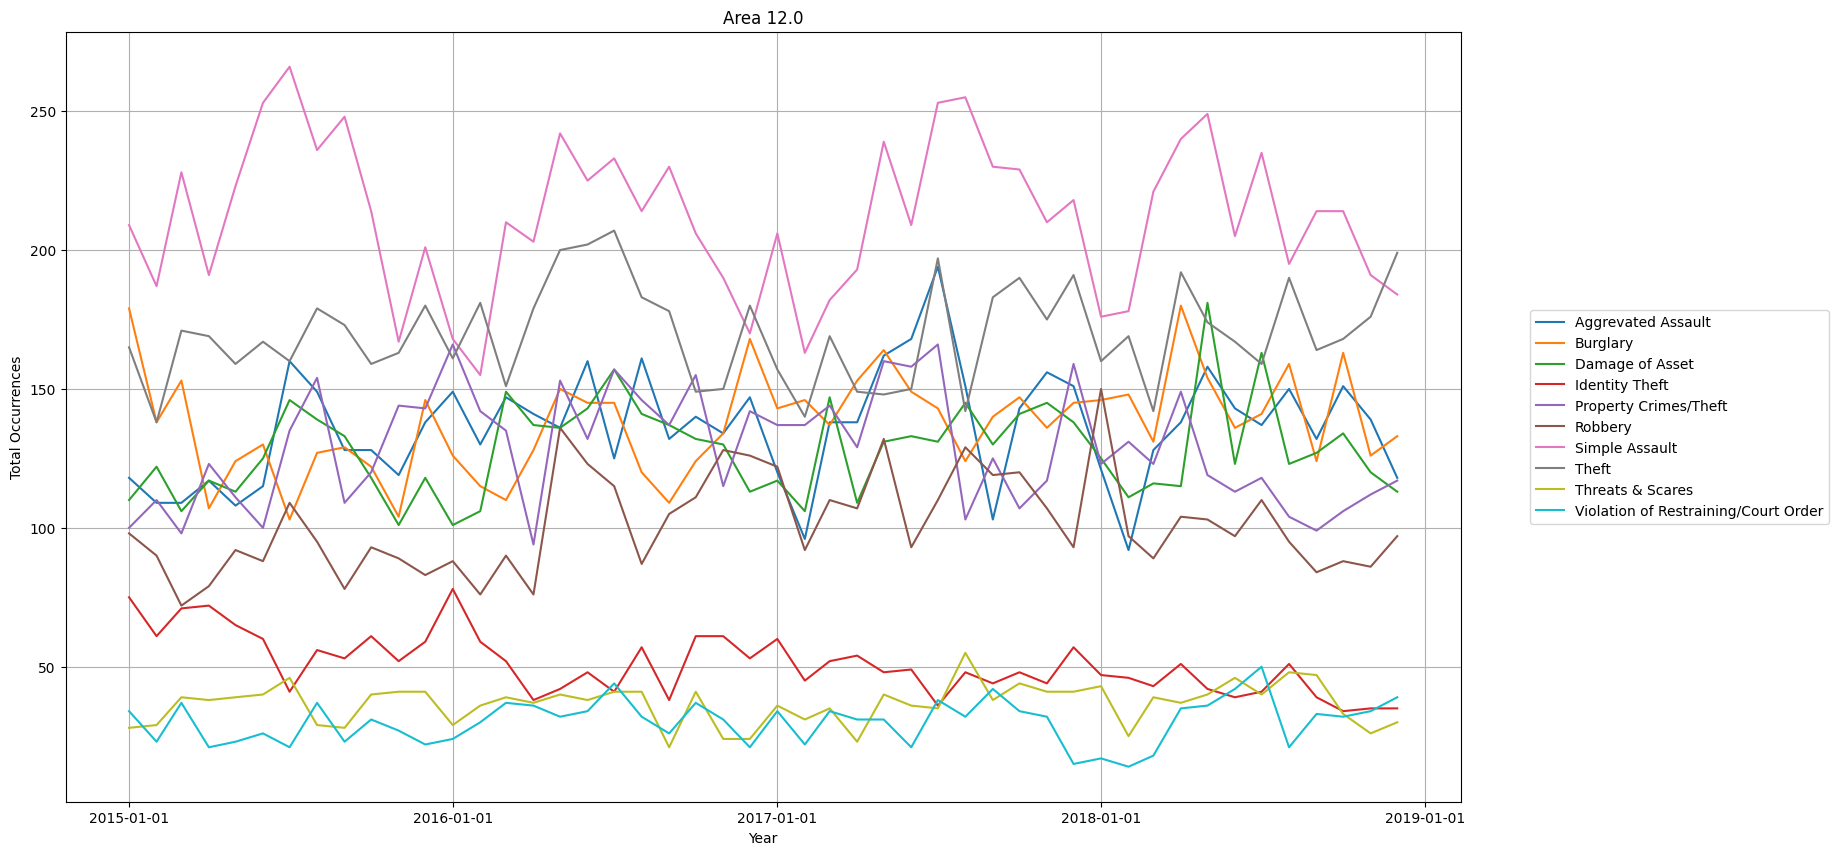 Area 12.0
Total Occurrences
250
200
150
100
50
2015-01-01
2016-01-01
2017-01-01
2018-01-01
2019-01-01
Year
Aggrevated Assault
Burglary
Damage of Asset
Identity Theft
Property Crimes/Theft
Robbery
Simple Assault
Theft
Threats & Scares
Violation of Restraining/Court Order